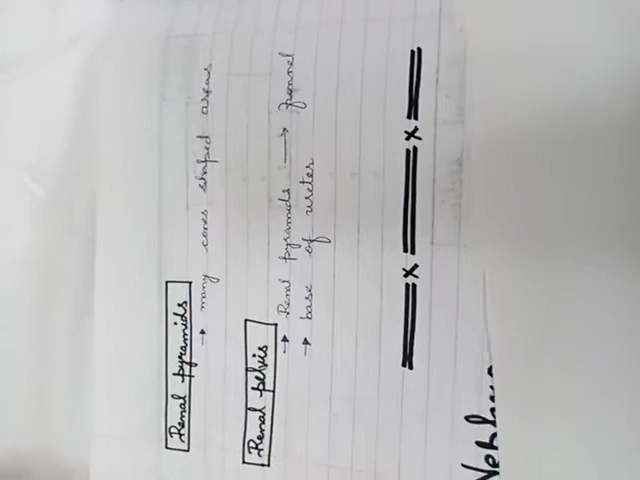 Renal pyramids
→ many cones shaped areas
Renal pelvis
→ Renal pyramids → funnel
→ base of ureter